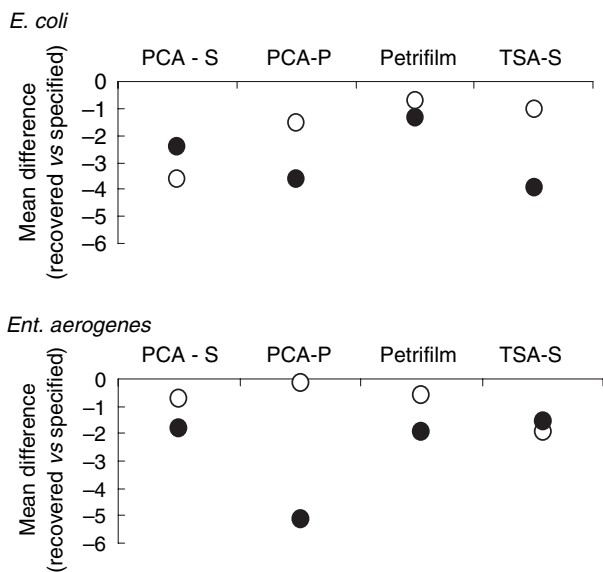 E. coli
PCA - S PCA-P Petrifilm TSA-S
Mean difference
(recovered vs specified)
0
–1
–2
–3
–4
–5
–6
Ent. aerogenes
PCA - S PCA-P Petrifilm TSA-S
Mean difference
(recovered vs specified)
0
–1
–2
–3
–4
–5
–6